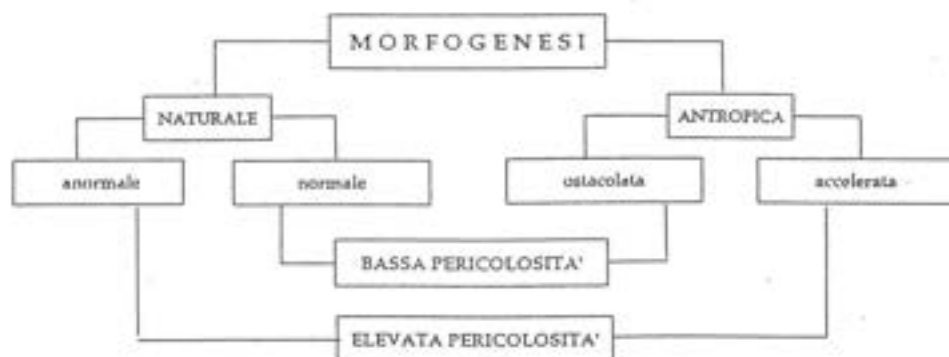 MORFOGENESI
NATURALE
ANTROPICA
anormale
normale
ostacolata
accelerata
BASSA PERICOLOSITA'
ELEVATA PERICOLOSITA'